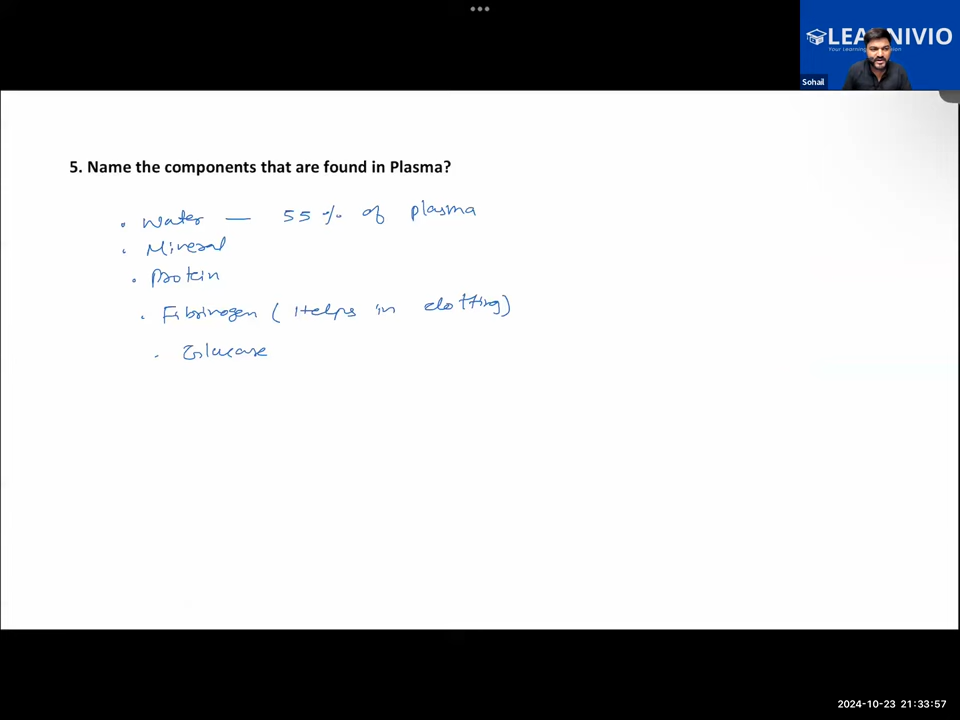 LEARNIVIO
Sohail
5. Name the components that are found in Plasma?
• Water — 55 % of plasma
• Mineral
• Protein
• Fibrinogen ( Helps in clotting)
• Glucose
2024-10-23 21:33:57